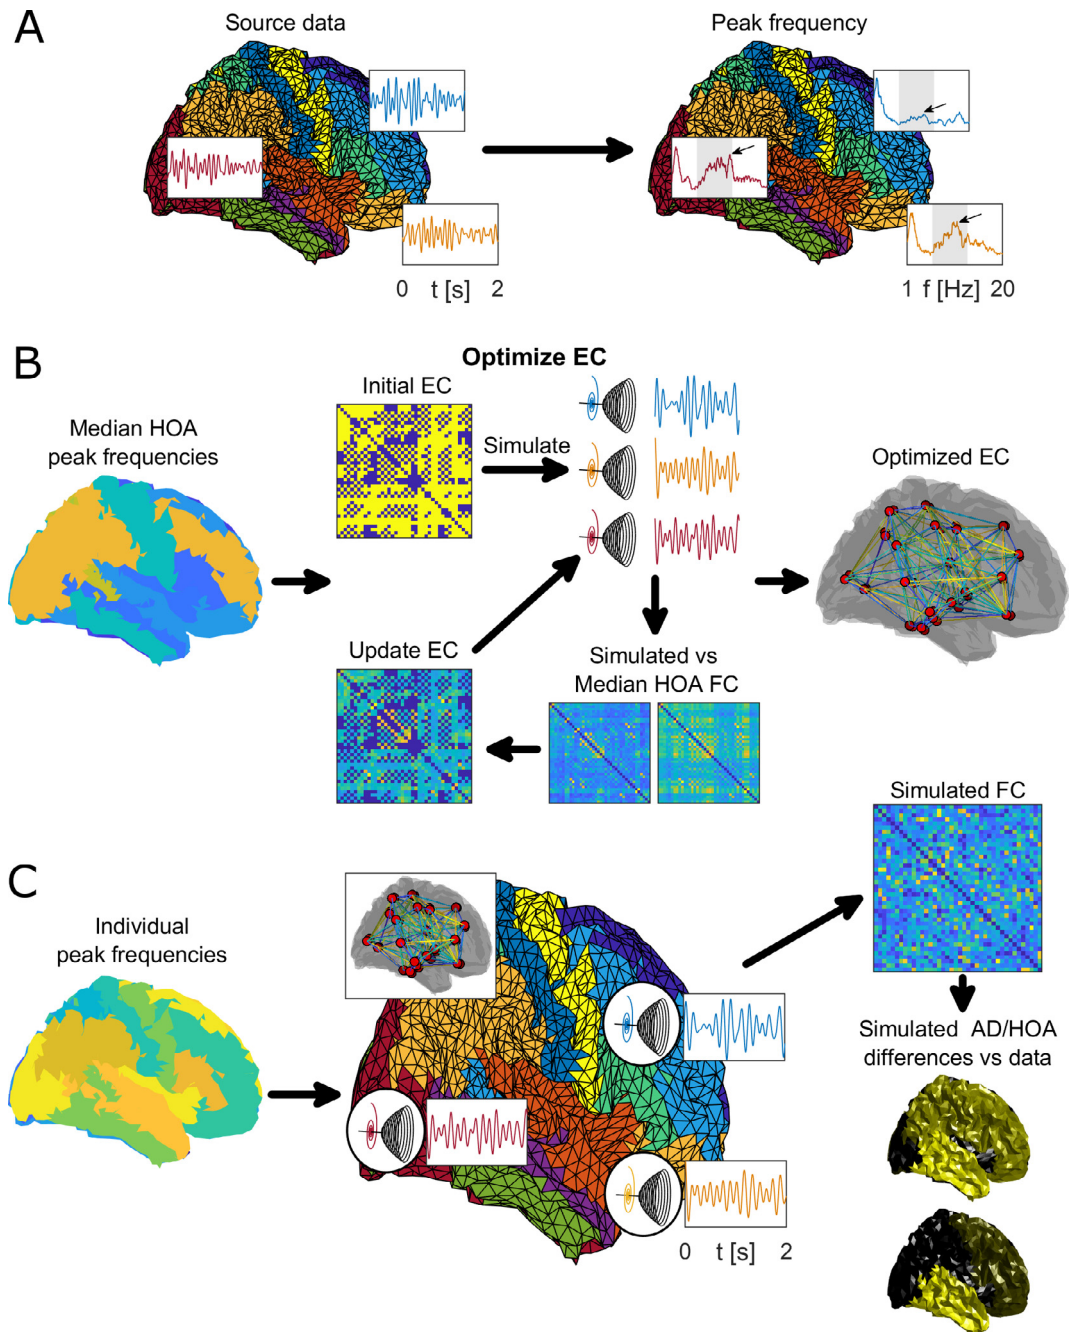 A
Source data
Peak frequency
0 t [s] 2
1 f [Hz] 20
B
Optimize EC
Initial EC
Median HOA
peak frequencies
Simulate
Optimized EC
Update EC
Simulated vs
Median HOA FC
Simulated FC
C
Individual
peak frequencies
Simulated AD/HOA
differences vs data
0 t [s] 2